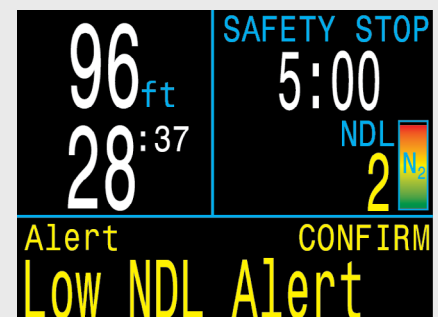 96ft
28:37
SAFETY STOP
5:00
NDL
2
N₂
Alert CONFIRM
Low NDL Alert